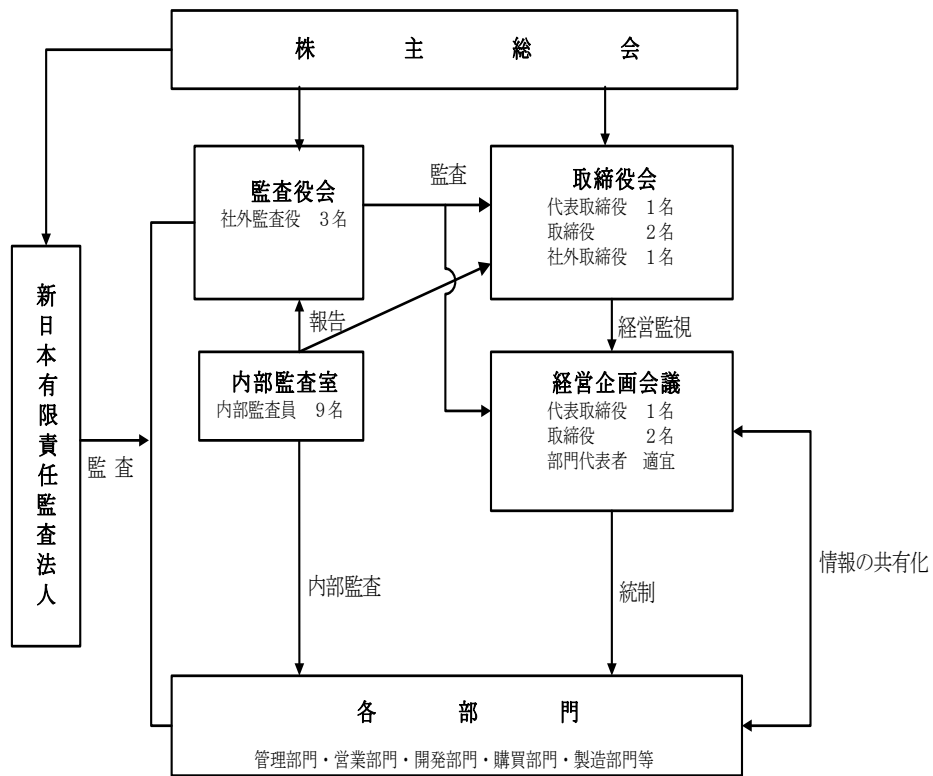 株主総会
監査役会
社外監査役 3名
監査
取締役会
代表取締役 1名
取締役 2名
社外取締役 1名
新日本有限責任監査法人
報告
経営監視
内部監査室
内部監査員 9名
経営企画会議
代表取締役 1名
取締役 2名
部門代表者 適宜
監査
内部監査
統制
情報の共有化
各部門
管理部門・営業部門・開発部門・購買部門・製造部門等